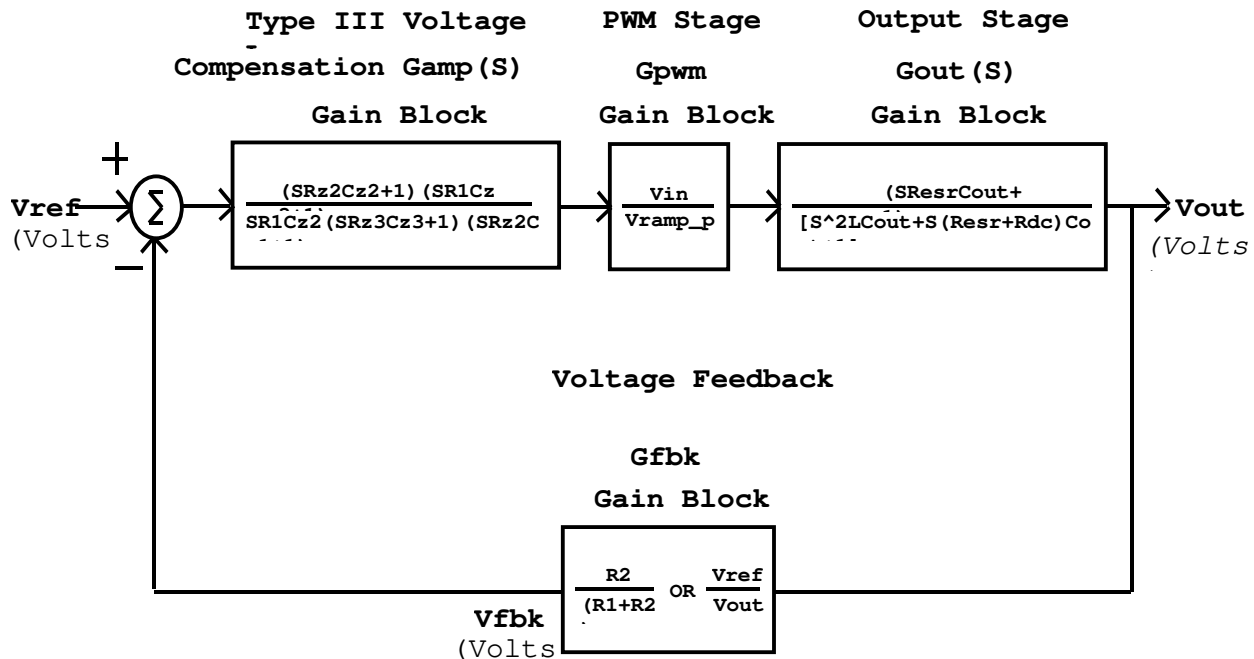 Type III Voltage
Compensation Gamp(S)
Gain Block
PWM Stage
Gpwm
Gain Block
Output Stage
Gout(S)
Gain Block
+
Vref
(Volts
Σ
−
(SRz2Cz2+1)(SR1Cz
SR1Cz2(SRz3Cz3+1)(SRz2C
Vin
Vramp_p
(SResrCout+
[S^2LCout+S(Resr+Rdc)Co
Vout
(Volts
Voltage Feedback
Gfbk
Gain Block
R2
(R1+R2
OR
Vref
Vout
Vfbk
(Volts